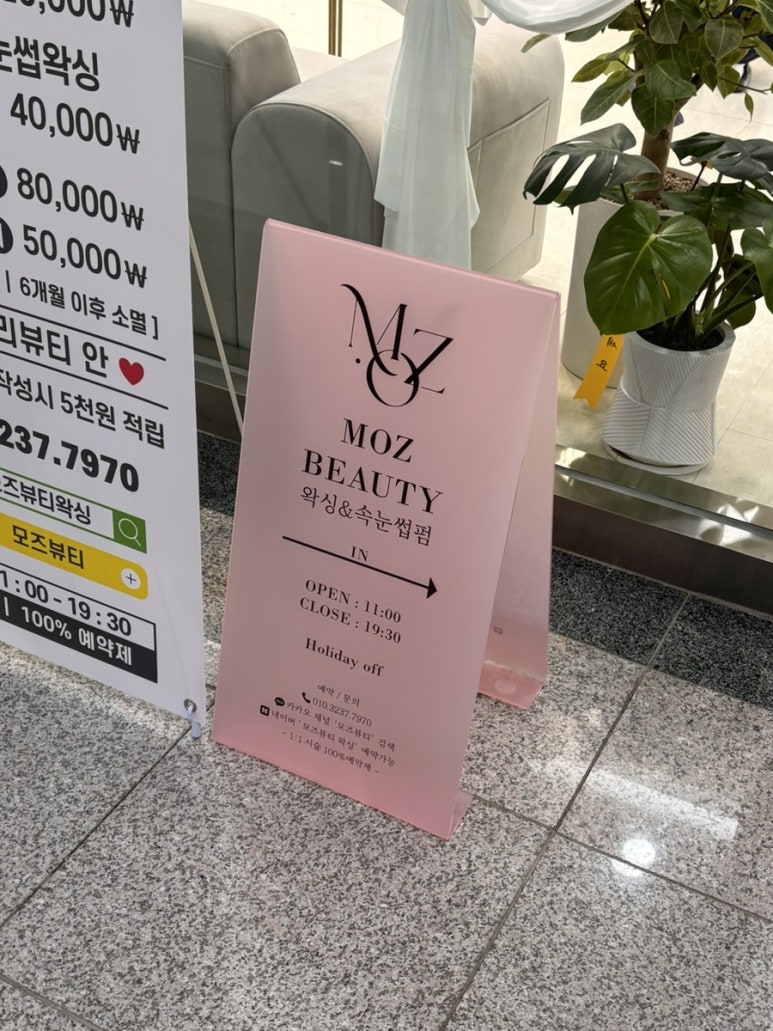 0,000₩
눈썹왁싱
40,000₩
80,000₩
50,000₩
| 6개월 이후 소멸 ]
뷰티 안 ♥
작성시 5천원 적립
237.7970
즈뷰티왁싱
모즈뷰티
1:00 - 19:30
| 100% 예약제
MOZ
MOZ
BEAUTY
왁싱&속눈썹펌
IN
OPEN : 11:00
CLOSE : 19:30
Holiday off
예약 / 문의
010.3237.7970
카카오 채널 '모즈뷰티' 검색
N 네이버 '모즈뷰티 왁싱' 예약가능
- 1:1 시술 100%예약제 -